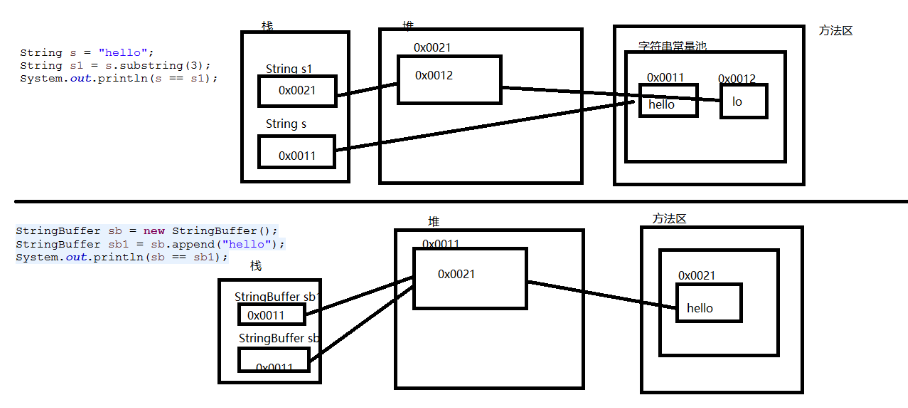 栈
堆
方法区
String s = "hello";
String s1 = s.substring(3);
System.out.println(s == s1);
String s1
0x0021
String s
0x0011
0x0021
0x0012
字符串常量池
0x0011
hello
0x0012
lo
StringBuffer sb = new StringBuffer();
StringBuffer sb1 = sb.append("hello");
System.out.println(sb == sb1);
栈
StringBuffer sb1
0x0011
StringBuffer sb
0x0011
堆
0x0011
0x0021
方法区
0x0021
hello